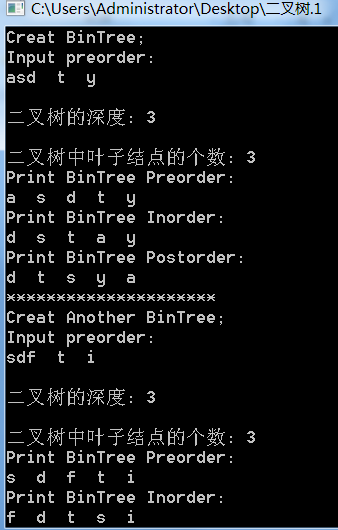 C:\Users\Administrator\Desktop\二叉树.1
Creat BinTree;
Input preorder:
asd  t  y
二叉树的深度: 3
二叉树中叶子结点的个数: 3
Print BinTree Preorder:
a  s  d  t  y
Print BinTree Inorder:
d  s  t  a  y
Print BinTree Postorder:
d  t  s  y  a
*********************
Creat Another BinTree;
Input preorder:
sdf  t  i
二叉树的深度: 3
二叉树中叶子结点的个数: 3
Print BinTree Preorder:
s  d  f  t  i
Print BinTree Inorder:
f  d  t  s  i